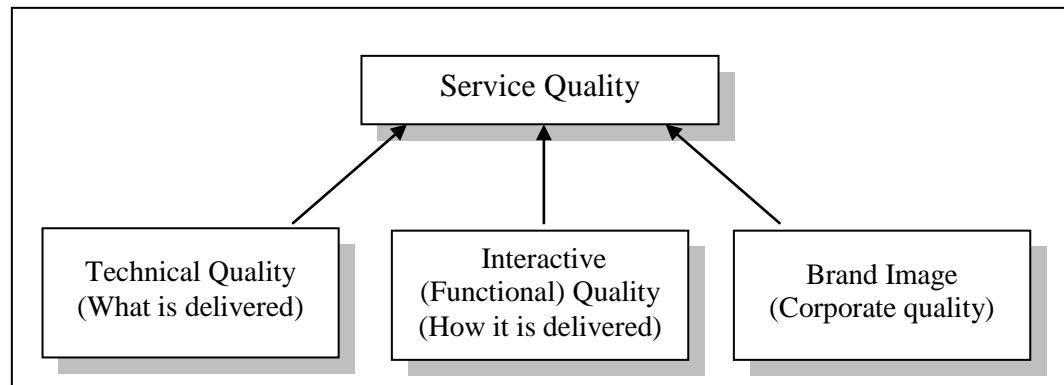 Service Quality
Technical Quality
(What is delivered)
Interactive
(Functional) Quality
(How it is delivered)
Brand Image
(Corporate quality)